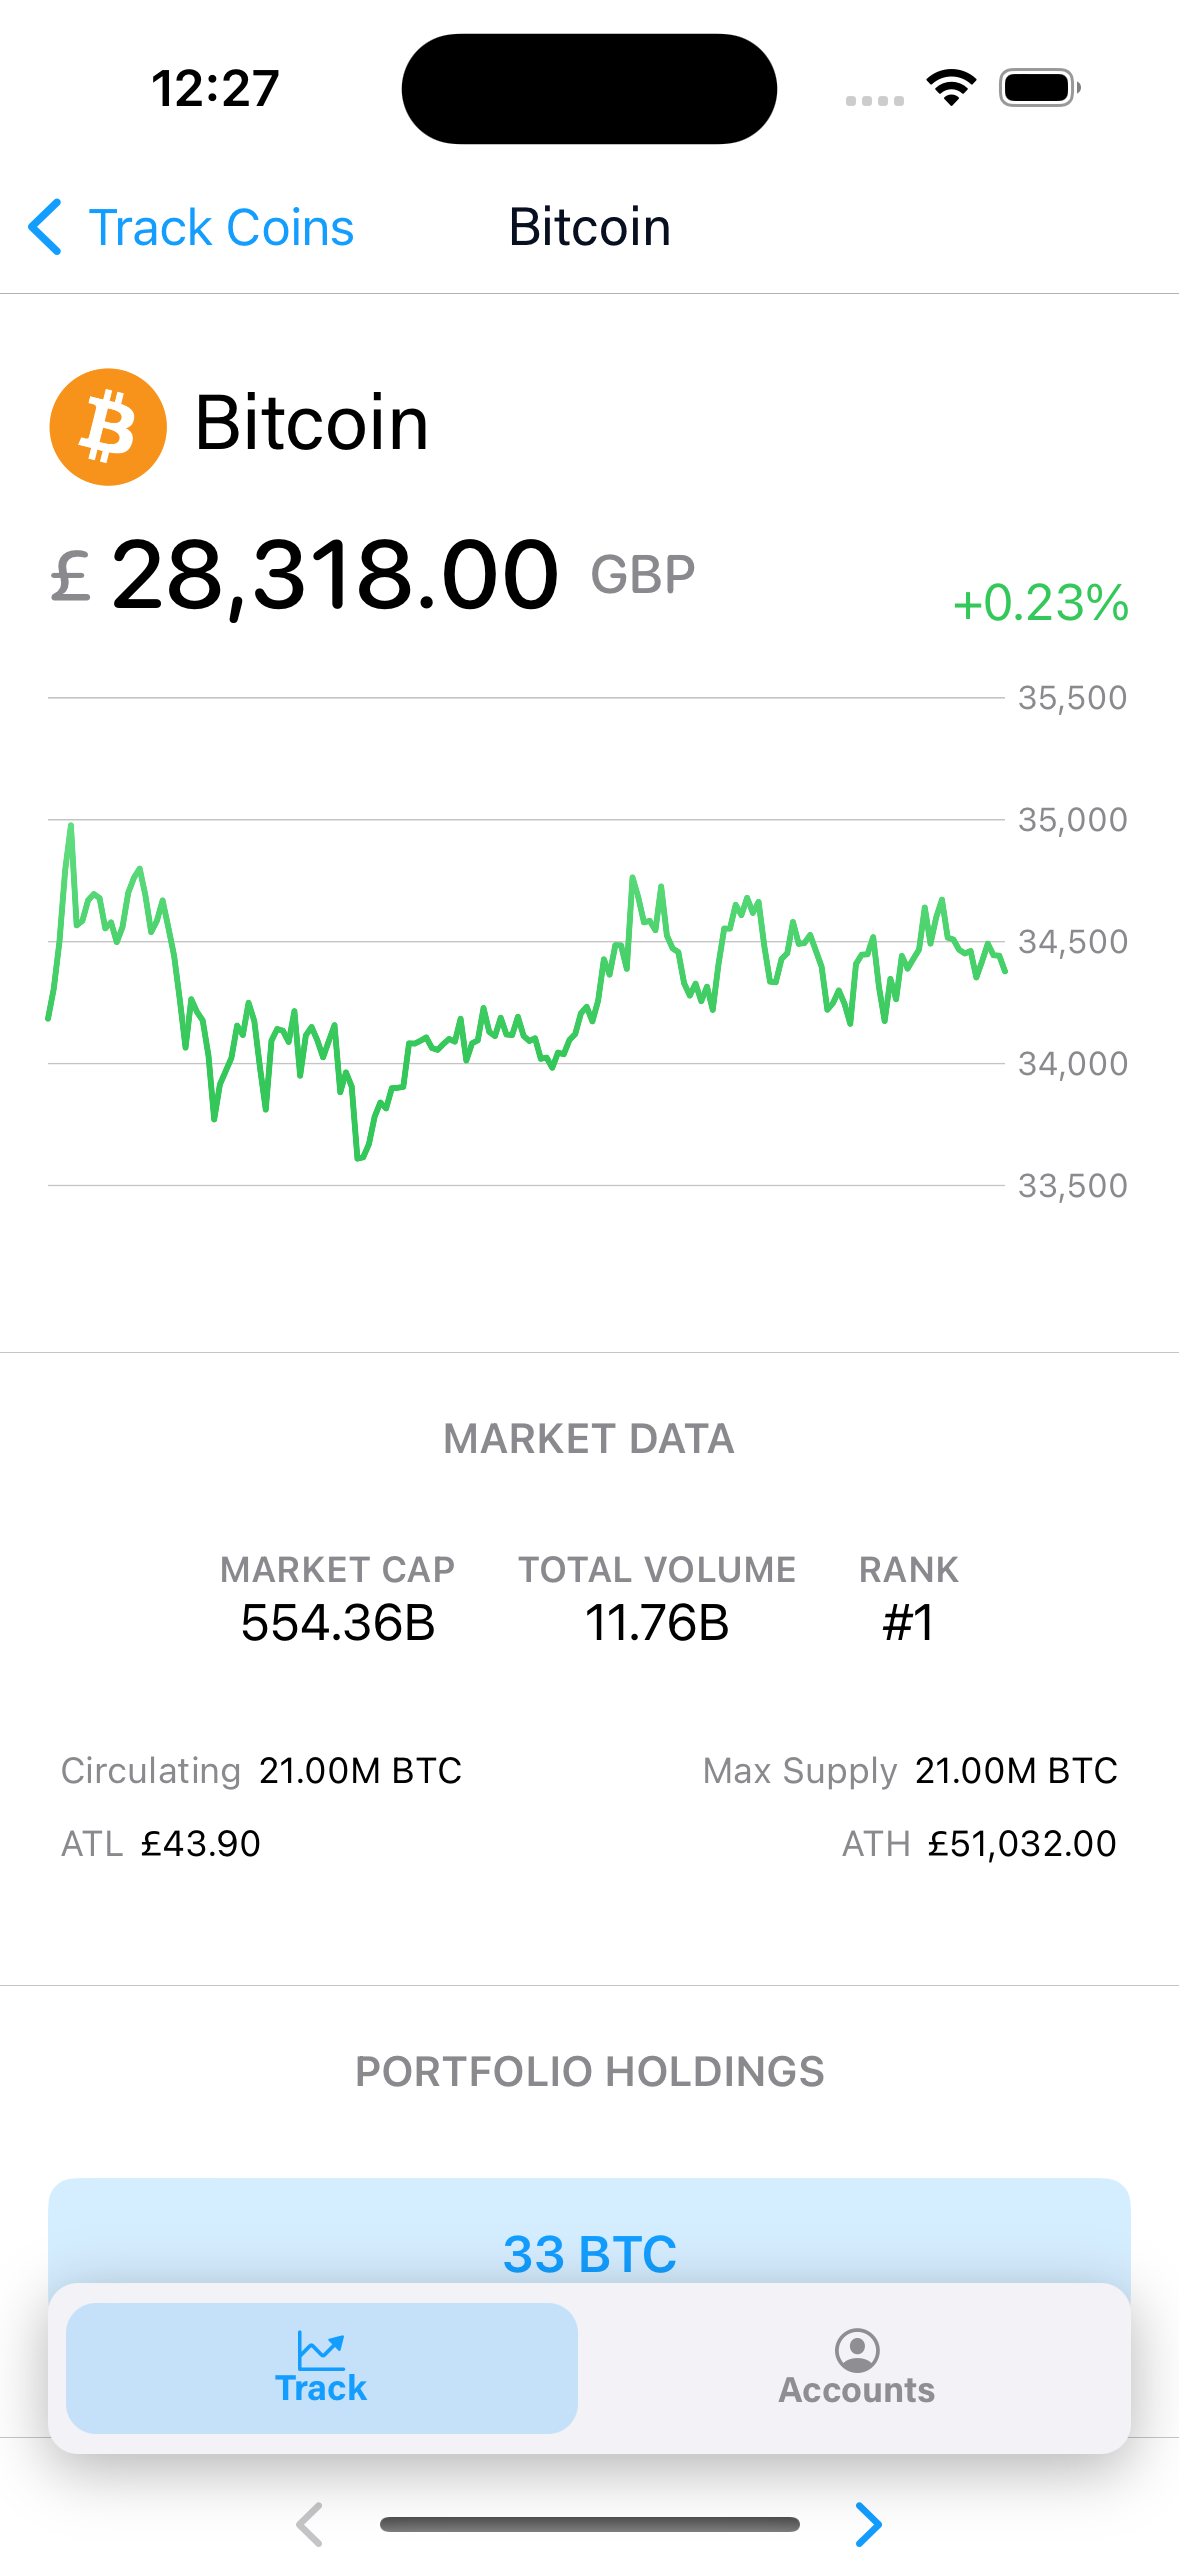 12:27
Track Coins Bitcoin
Bitcoin
£ 28,318.00 GBP +0.23%
35,500
35,000
34,500
34,000
33,500
MARKET DATA
MARKET CAP TOTAL VOLUME RANK
554.36B 11.76B #1
Circulating 21.00M BTC Max Supply 21.00M BTC
ATL £43.90 ATH £51,032.00
PORTFOLIO HOLDINGS
33 BTC
Track Accounts